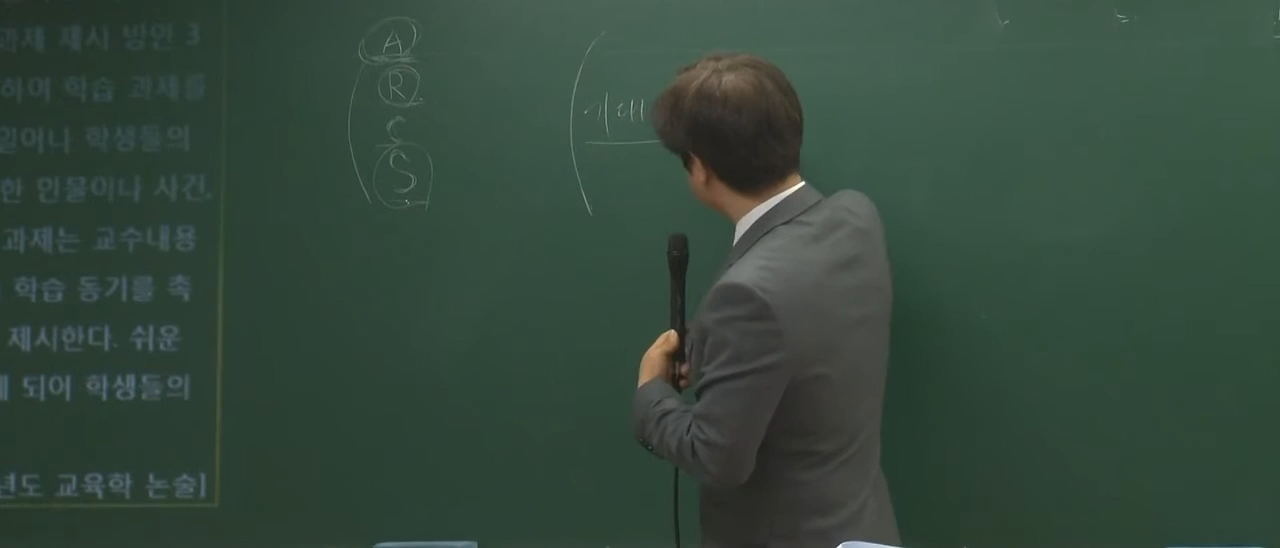 과제 제시 방안 3
하며 학습 과제를
일이나 학생들의
한 인물이나 사건,
과제는 교수내용
학습 동기를 촉
제시한다. 쉬운
게 되어 학생들의
년도 교육학 논술]
A
R
C
S
기대